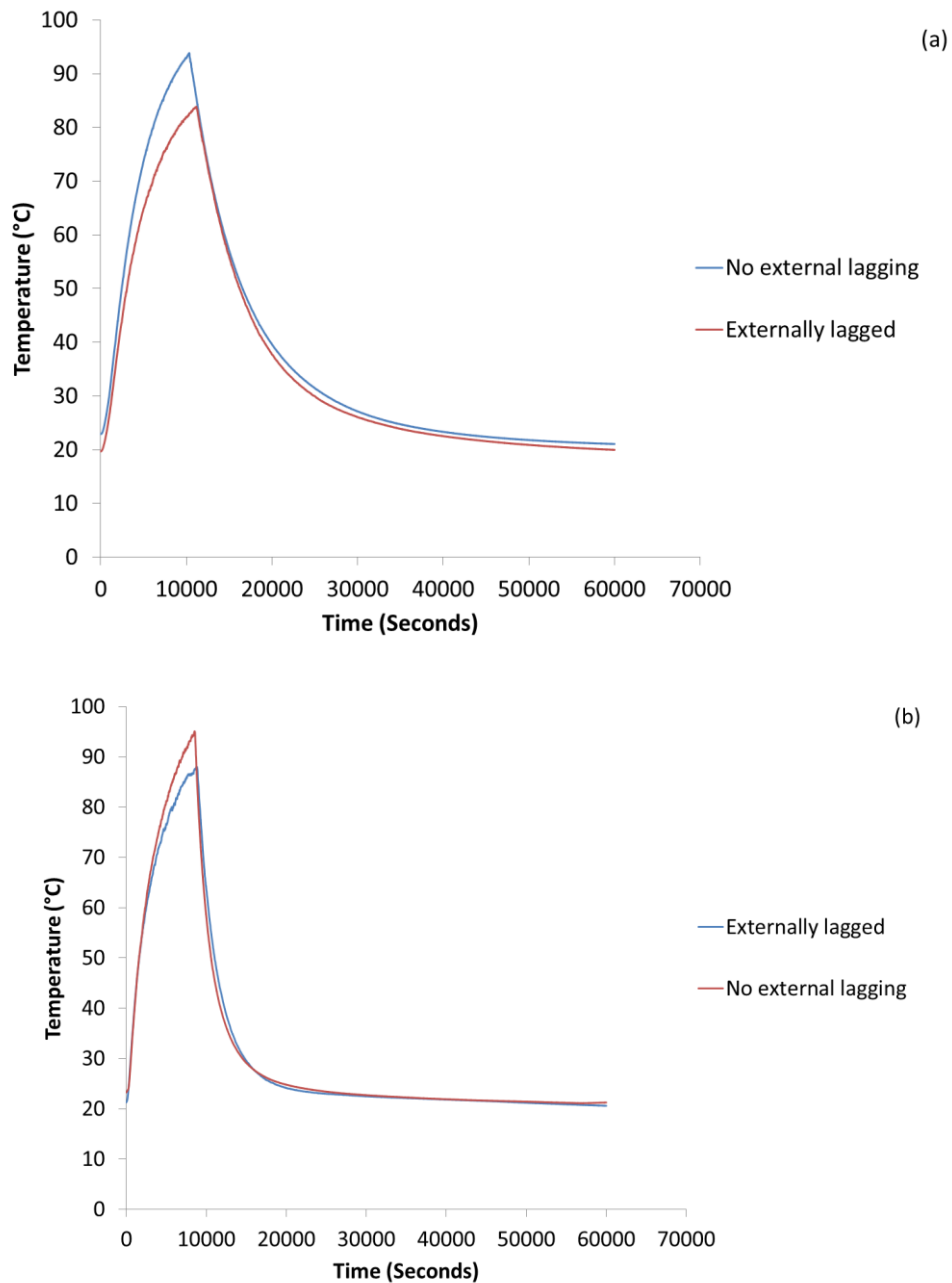 (a)
100
90
80
70
60
50
40
30
20
10
0
Temperature (°C)
No external lagging
Externally lagged
0 10000 20000 30000 40000 50000 60000 70000
Time (Seconds)
(b)
100
90
80
70
60
50
40
30
20
10
0
Temperature (°C)
Externally lagged
No external lagging
0 10000 20000 30000 40000 50000 60000 70000
Time (Seconds)